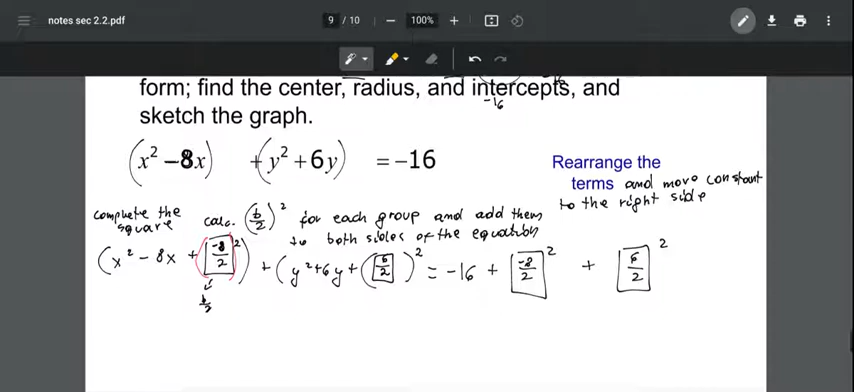 notes sec 2.2.pdf
9 / 10
100%
form; find the center, radius, and intercepts, and
-16
sketch the graph.
(x² −8x) +(y² +6y) = −16
Rearrange the
terms and move constant
to the right side
complete the
square
calc. (b/2)² for each group and add them
to both sides of the equation
(x² − 8x + (-8/2)²) + (y²+6y+(6/2)² = −16 + [-8/2]² + [6/2]²
b/2